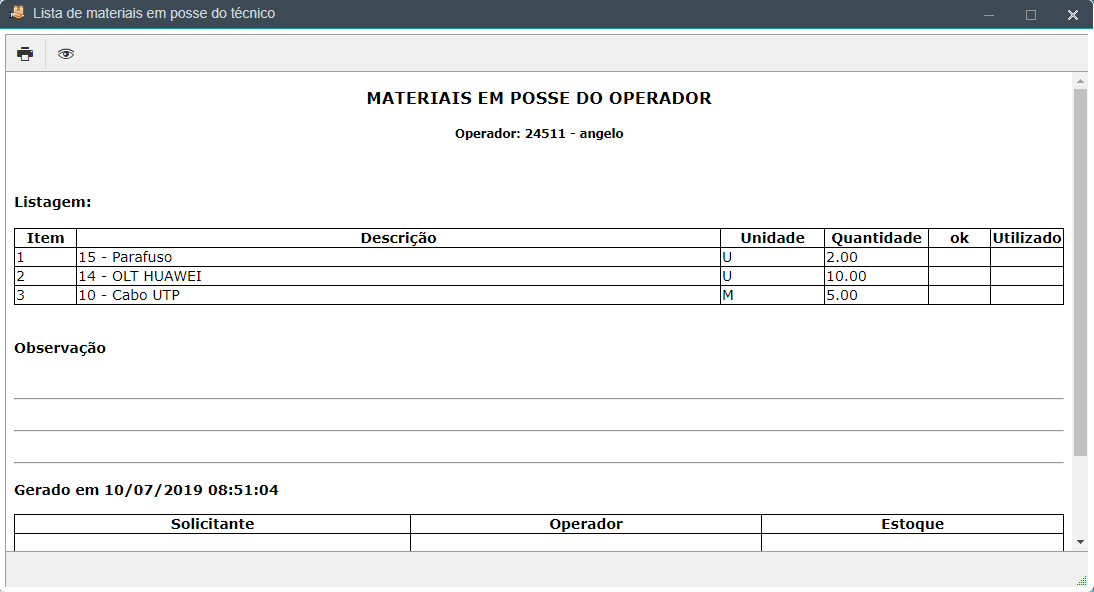 Lista de materiais em posse do técnico
MATERIAIS EM POSSE DO OPERADOR
Operador: 24511 - angelo
Listagem:
Item Descrição Unidade Quantidade ok Utilizado
1 15 - Parafuso U 2.00
2 14 - OLT HUAWEI U 10.00
3 10 - Cabo UTP M 5.00
Observação
Gerado em 10/07/2019 08:51:04
Solicitante Operador Estoque